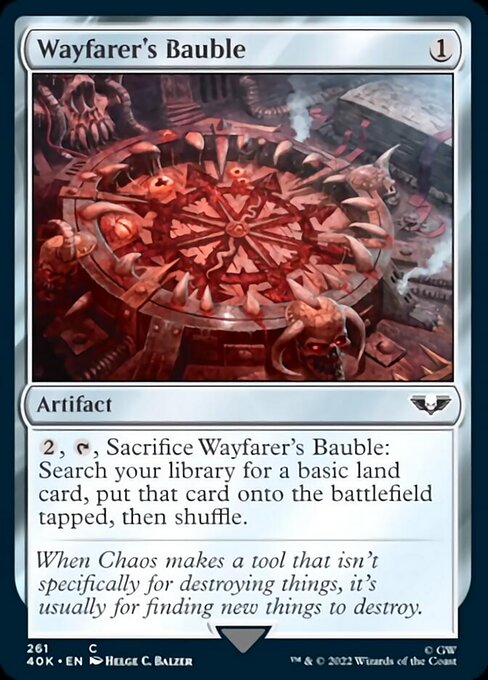 Wayfarer's Bauble 1
Artifact
2, , Sacrifice Wayfarer's Bauble:
Search your library for a basic land
card, put that card onto the battlefield
tapped, then shuffle.
When Chaos makes a tool that isn't
specifically for destroying things, it's
usually for finding new things to destroy.
261 C
40K • EN Helge C. Balzer
© GW
™ & © 2022 Wizards of the Coast